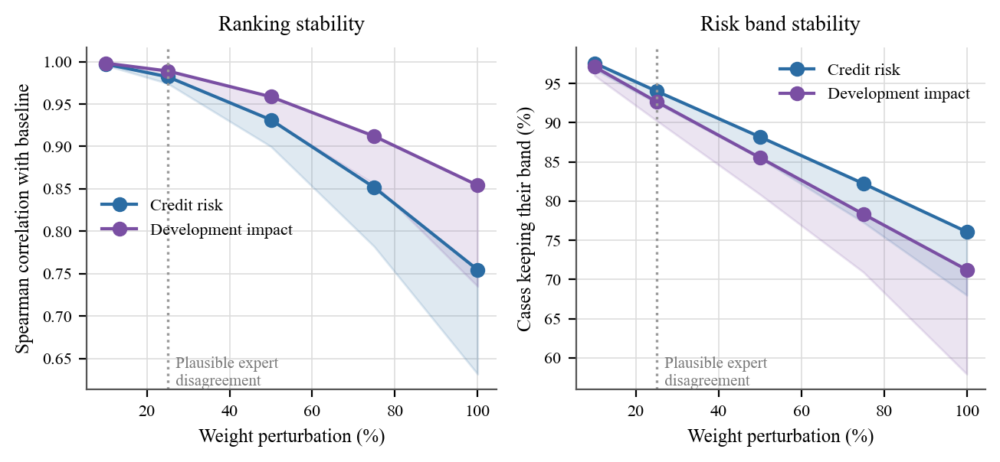 Ranking stability
Spearman correlation with baseline
1.00
0.95
0.90
0.85
0.80
0.75
0.70
0.65
Credit risk
Development impact
Plausible expert
disagreement
20
40
60
80
100
Weight perturbation (%)
Risk band stability
Cases keeping their band (%)
95
90
85
80
75
70
65
60
Credit risk
Development impact
Plausible expert
disagreement
20
40
60
80
100
Weight perturbation (%)